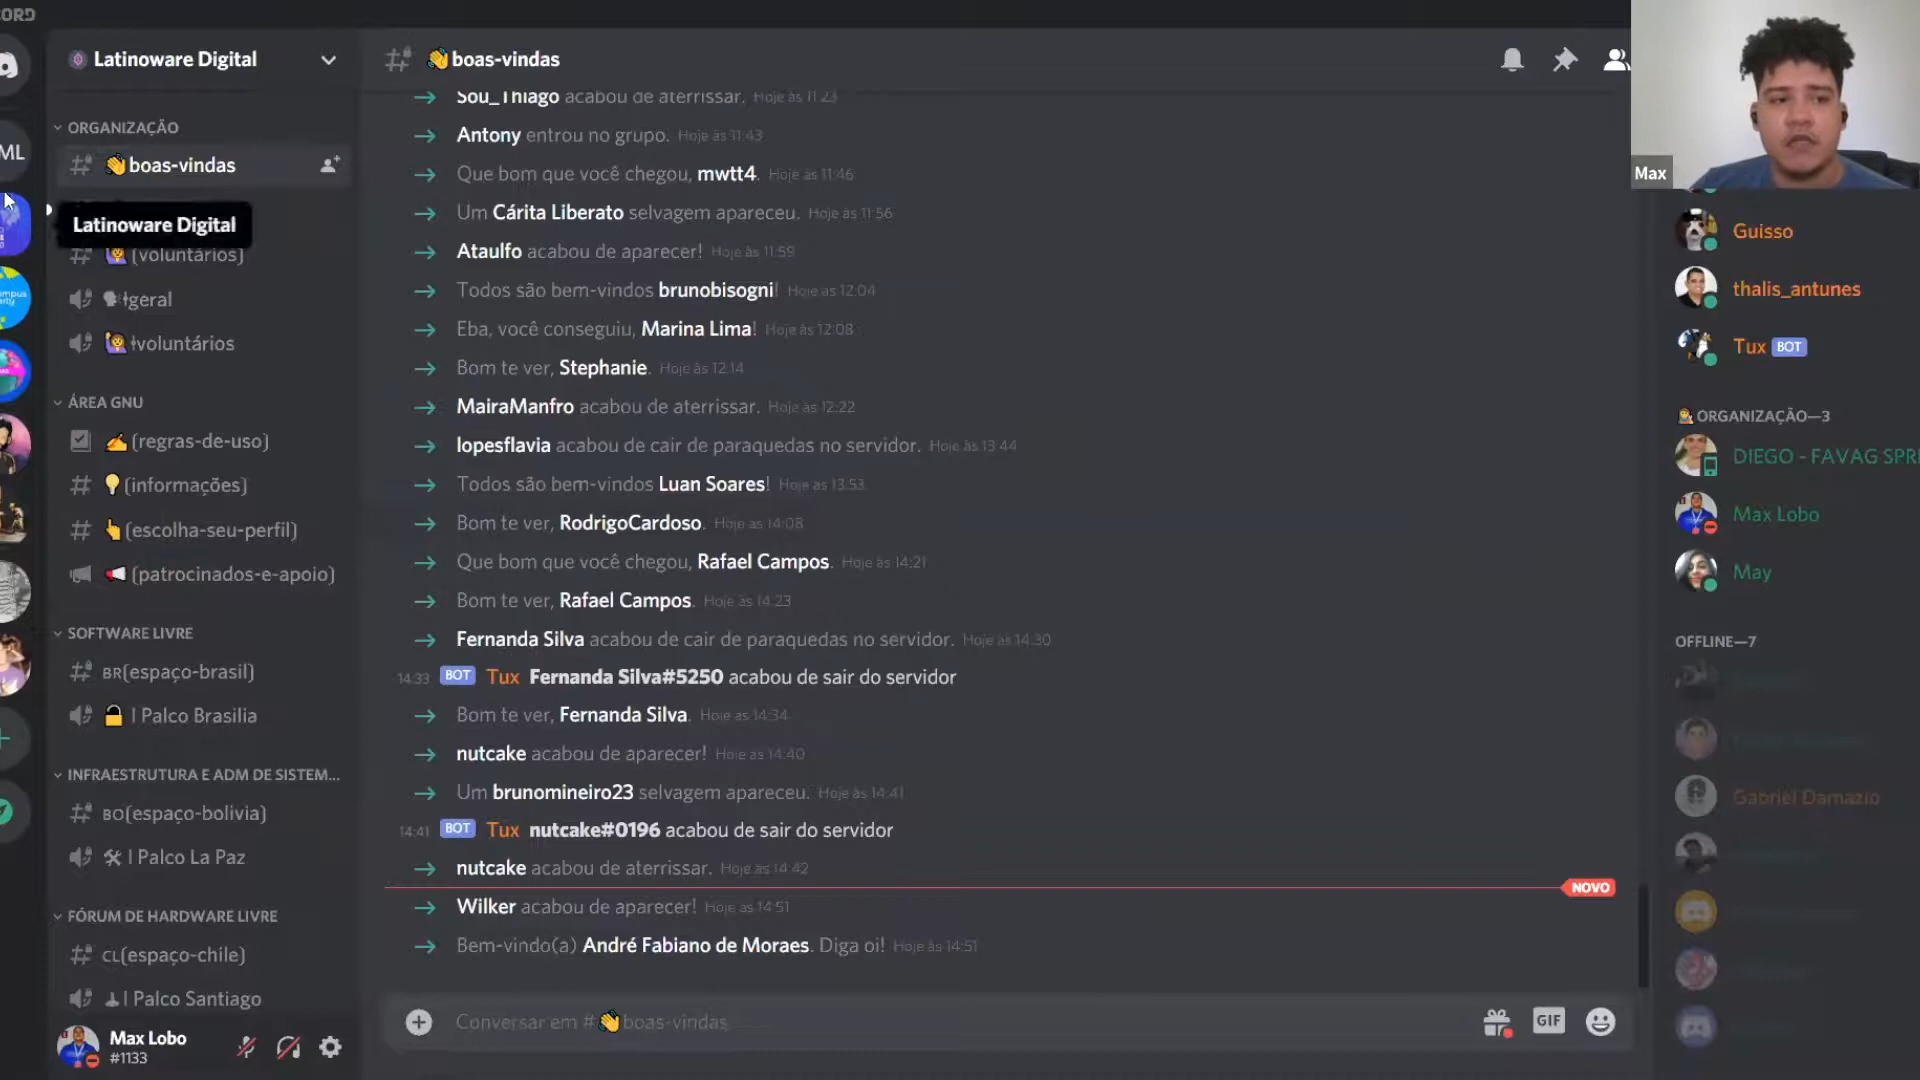 CORD
Latinoware Digital
ORGANIZAÇÃO
boas-vindas
Latinoware Digital
(voluntários)
geral
voluntários
ÁREA GNU
(regras-de-uso)
(informações)
(escolha-seu-perfil)
(patrocinados-e-apoio)
SOFTWARE LIVRE
BR(espaço-brasil)
| Palco Brasilia
INFRAESTRUTURA E ADM DE SISTEM...
BO(espaço-bolivia)
| Palco La Paz
FÓRUM DE HARDWARE LIVRE
CL(espaço-chile)
| Palco Santiago
Max Lobo
#1133
ML
boas-vindas
Sou_Thiago acabou de aterrissar. Hoje às 11:23
Antony entrou no grupo. Hoje às 11:43
Que bom que você chegou, mwtt4. Hoje às 11:46
Um Cárita Liberato selvagem apareceu. Hoje às 11:56
Ataulfo acabou de aparecer! Hoje às 11:59
Todos são bem-vindos brunobisogni! Hoje às 12:04
Eba, você conseguiu, Marina Lima! Hoje às 12:08
Bom te ver, Stephanie. Hoje às 12:14
MairaManfro acabou de aterrissar. Hoje às 12:22
lopesflavia acabou de cair de paraquedas no servidor. Hoje às 13:44
Todos são bem-vindos Luan Soares! Hoje às 13:53
Bom te ver, RodrigoCardoso. Hoje às 14:08
Que bom que você chegou, Rafael Campos. Hoje às 14:21
Bom te ver, Rafael Campos. Hoje às 14:23
Fernanda Silva acabou de cair de paraquedas no servidor. Hoje às 14:30
14:33 BOT Tux Fernanda Silva#5250 acabou de sair do servidor
Bom te ver, Fernanda Silva. Hoje às 14:34
nutcake acabou de aparecer! Hoje às 14:40
Um brunomineiro23 selvagem apareceu. Hoje às 14:41
14:41 BOT Tux nutcake#0196 acabou de sair do servidor
nutcake acabou de aterrissar. Hoje às 14:42
NOVO
Wilker acabou de aparecer! Hoje às 14:51
Bem-vindo(a) André Fabiano de Moraes. Diga oi! Hoje às 14:51
Conversar em #👋boas-vindas
GIF
Max
Guisso
thalis_antunes
Tux BOT
ORGANIZAÇÃO—3
DIEGO - FAVAG SPRI
Max Lobo
May
OFFLINE—7
Gabriel Damazio